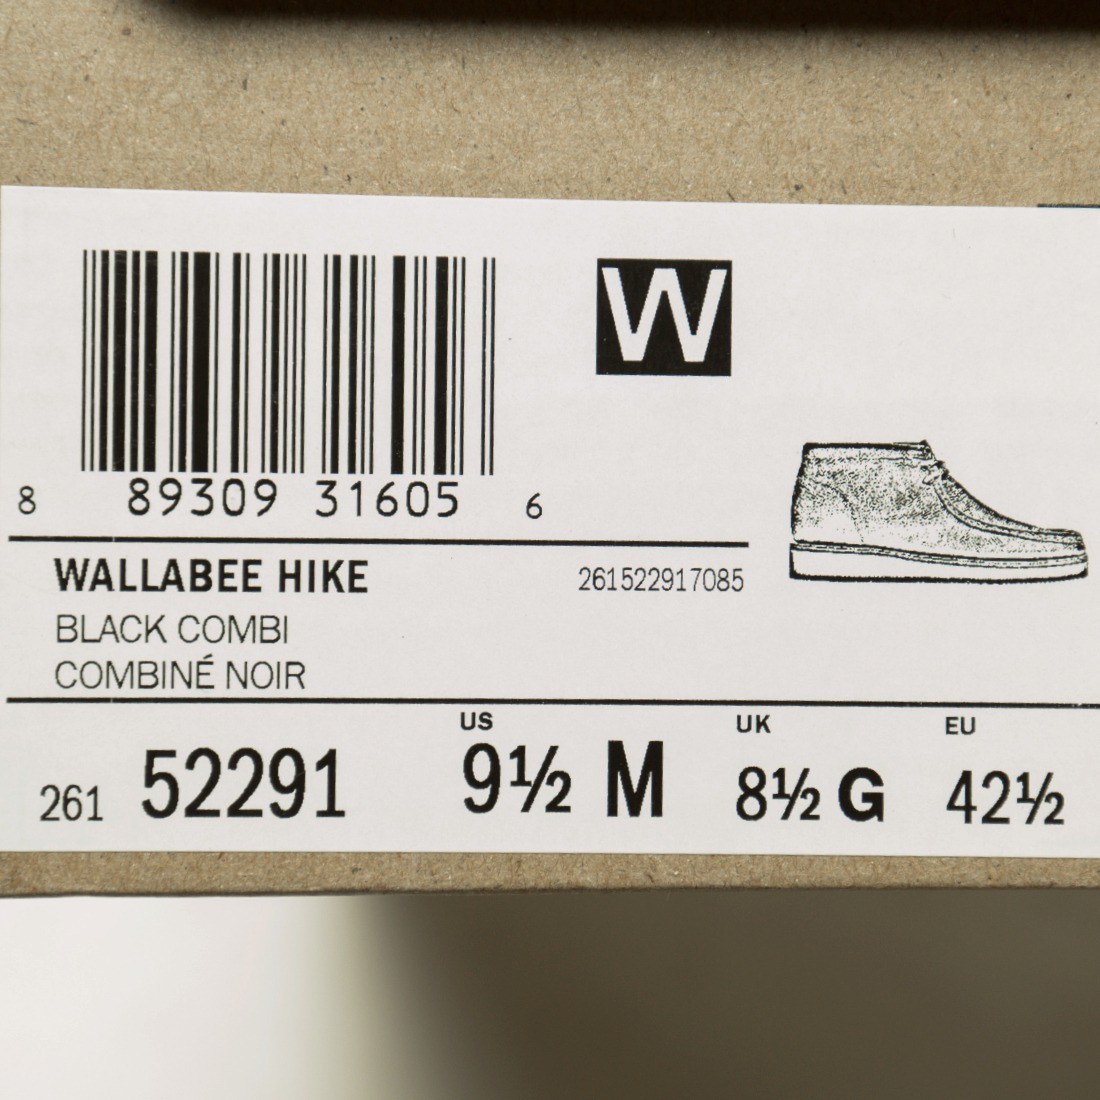 W
8 89309 31605 6
WALLABEE HIKE 261522917085
BLACK COMBI
COMBINÉ NOIR
US UK EU
261 52291 9½ M 8½ G 42½